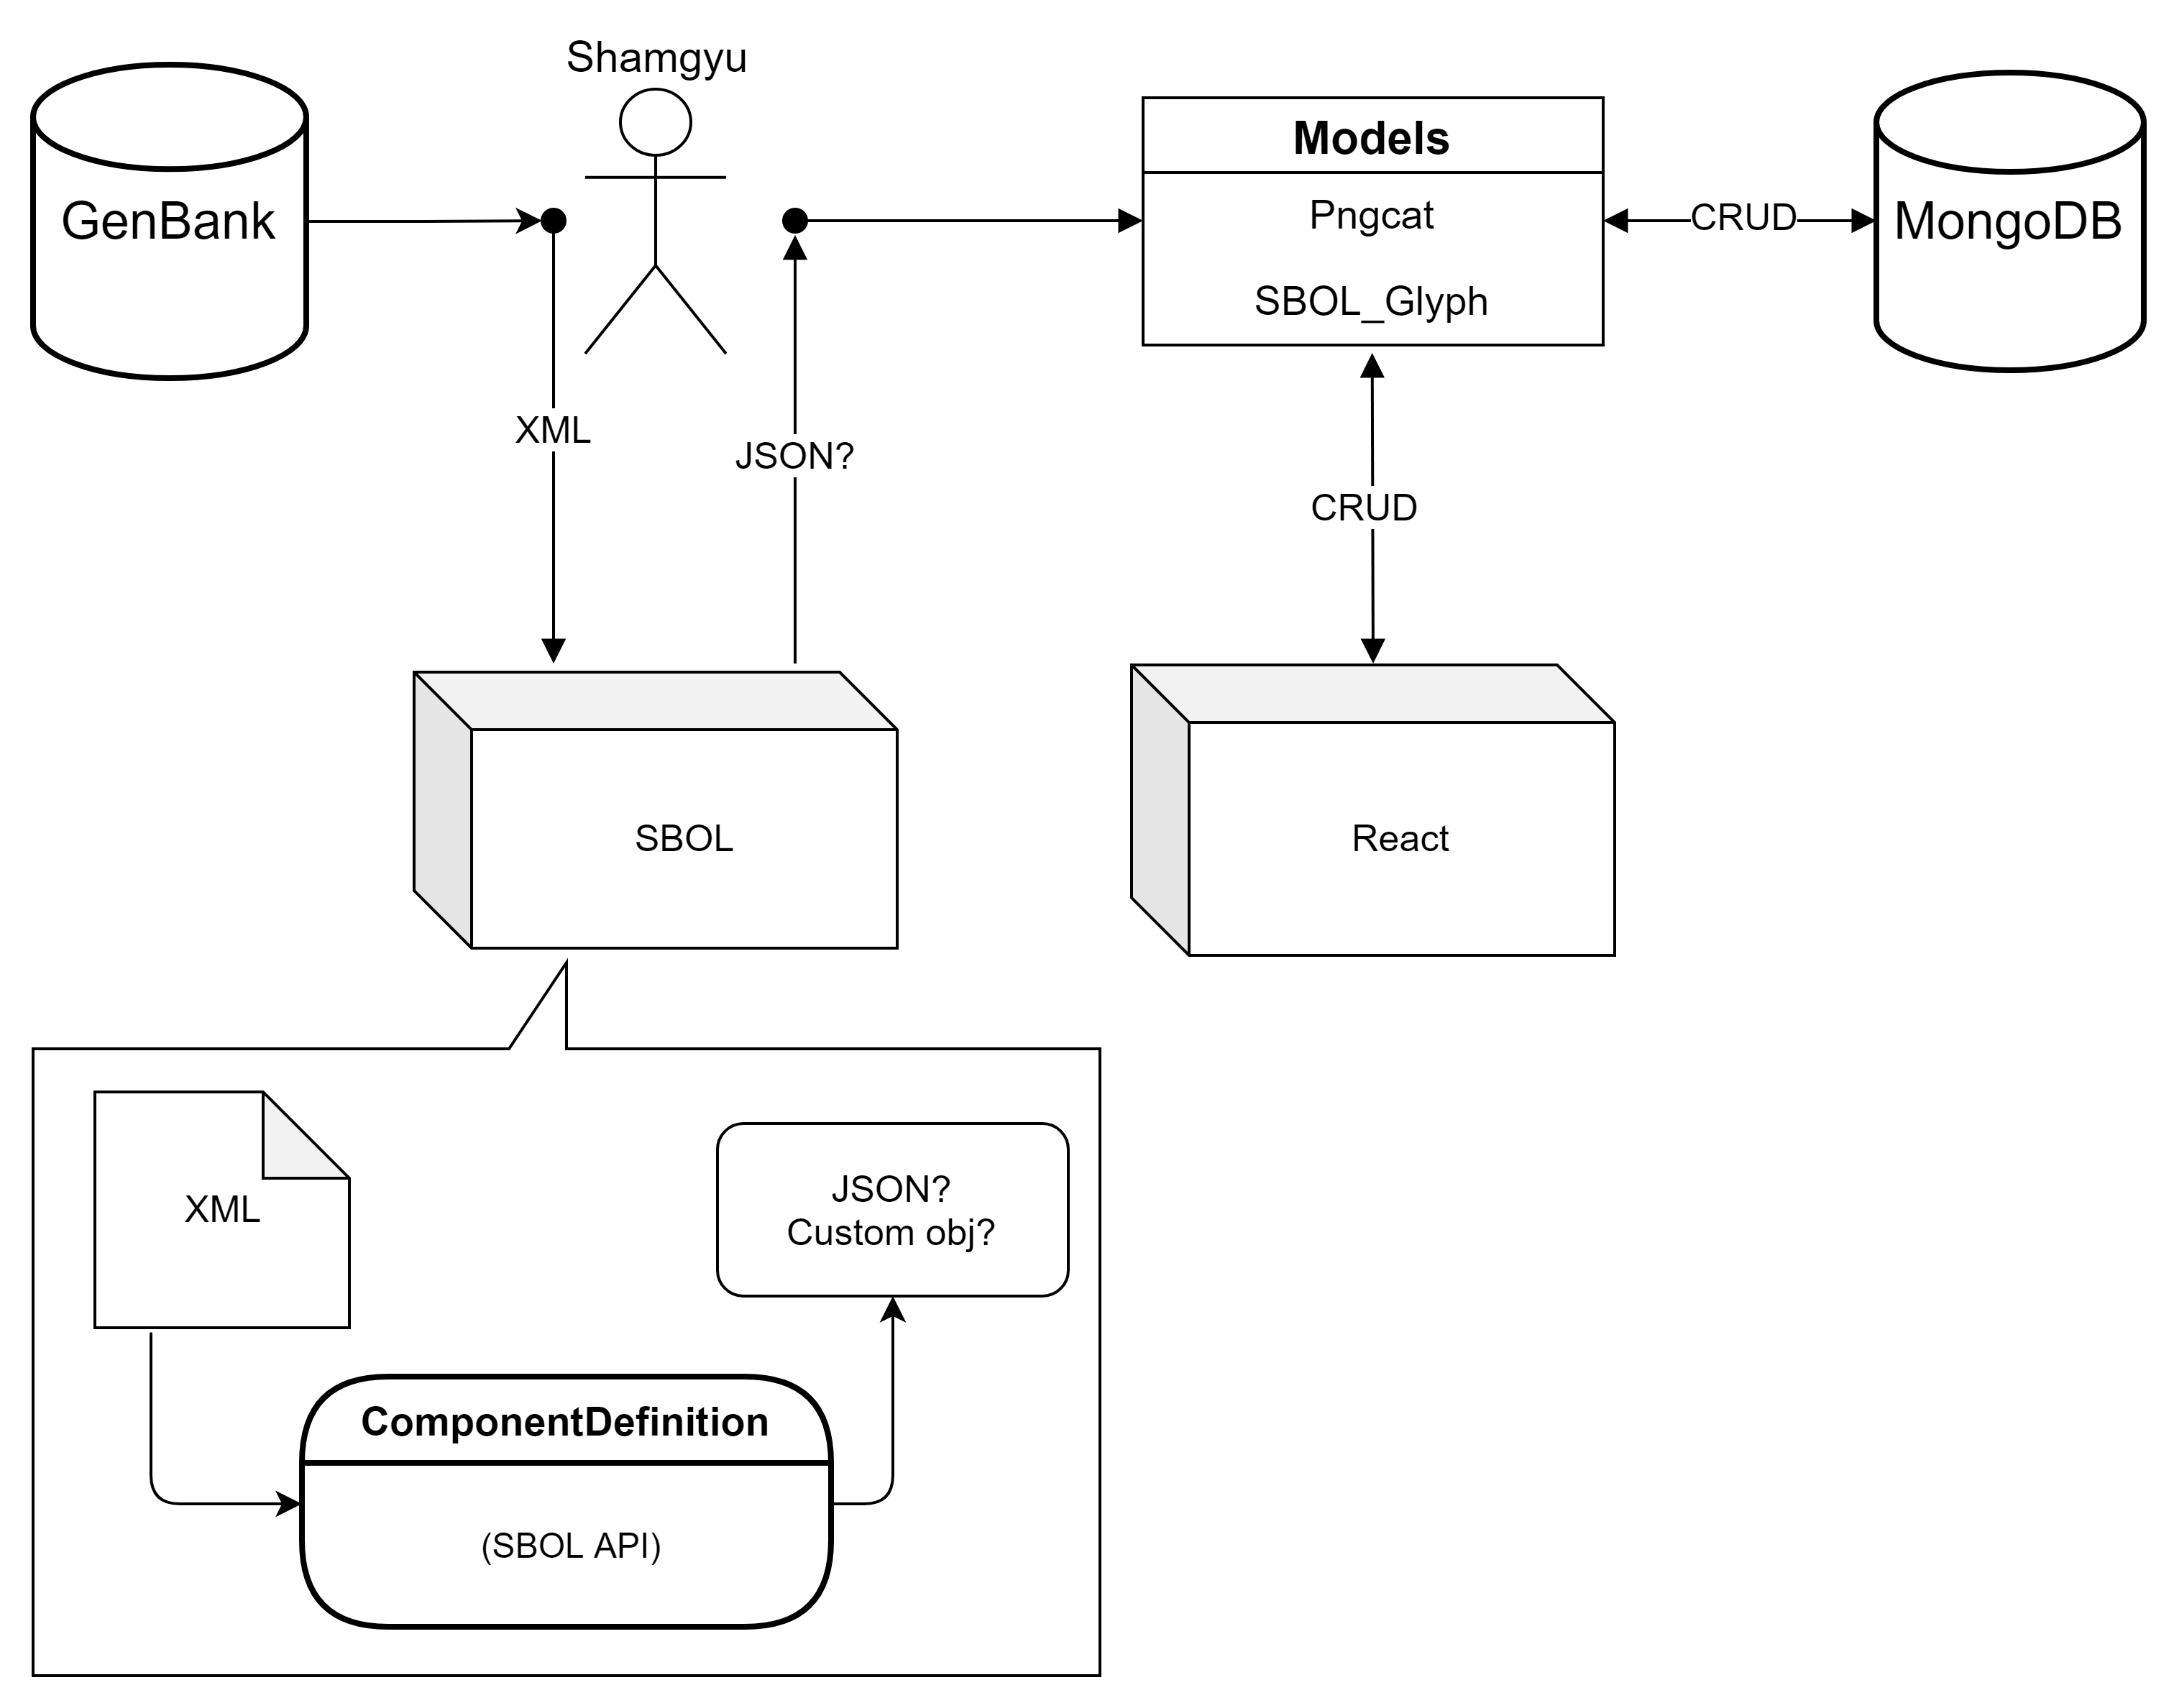 Shamgyu
GenBank
Models
Pngcat
SBOL_Glyph
CRUD
MongoDB
XML
JSON?
CRUD
SBOL
React
XML
JSON?
Custom obj?
ComponentDefinition
(SBOL API)